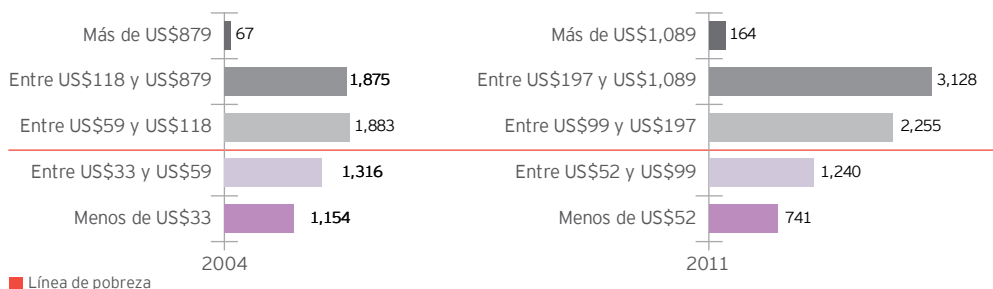 Más de US$879 67
Entre US$118 y US$879 1,875
Entre US$59 y US$118 1,883
Entre US$33 y US$59 1,316
Menos de US$33 1,154
2004
Más de US$1,089 164
Entre US$197 y US$1,089 3,128
Entre US$99 y US$197 2,255
Entre US$52 y US$99 1,240
Menos de US$52 741
2011
Línea de pobreza